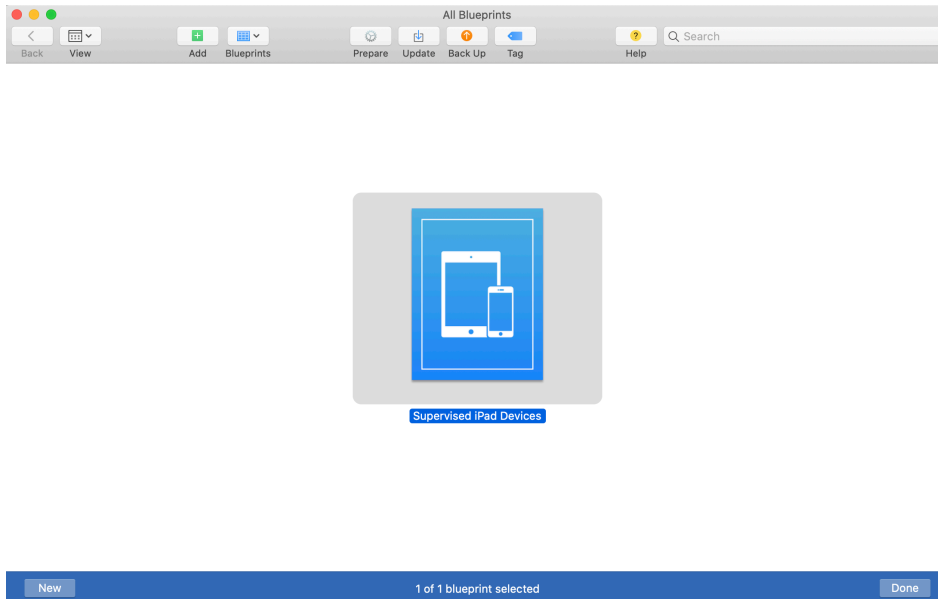 All Blueprints
Search
Back View Add Blueprints Prepare Update Back Up Tag Help
Supervised iPad Devices
New 1 of 1 blueprint selected Done